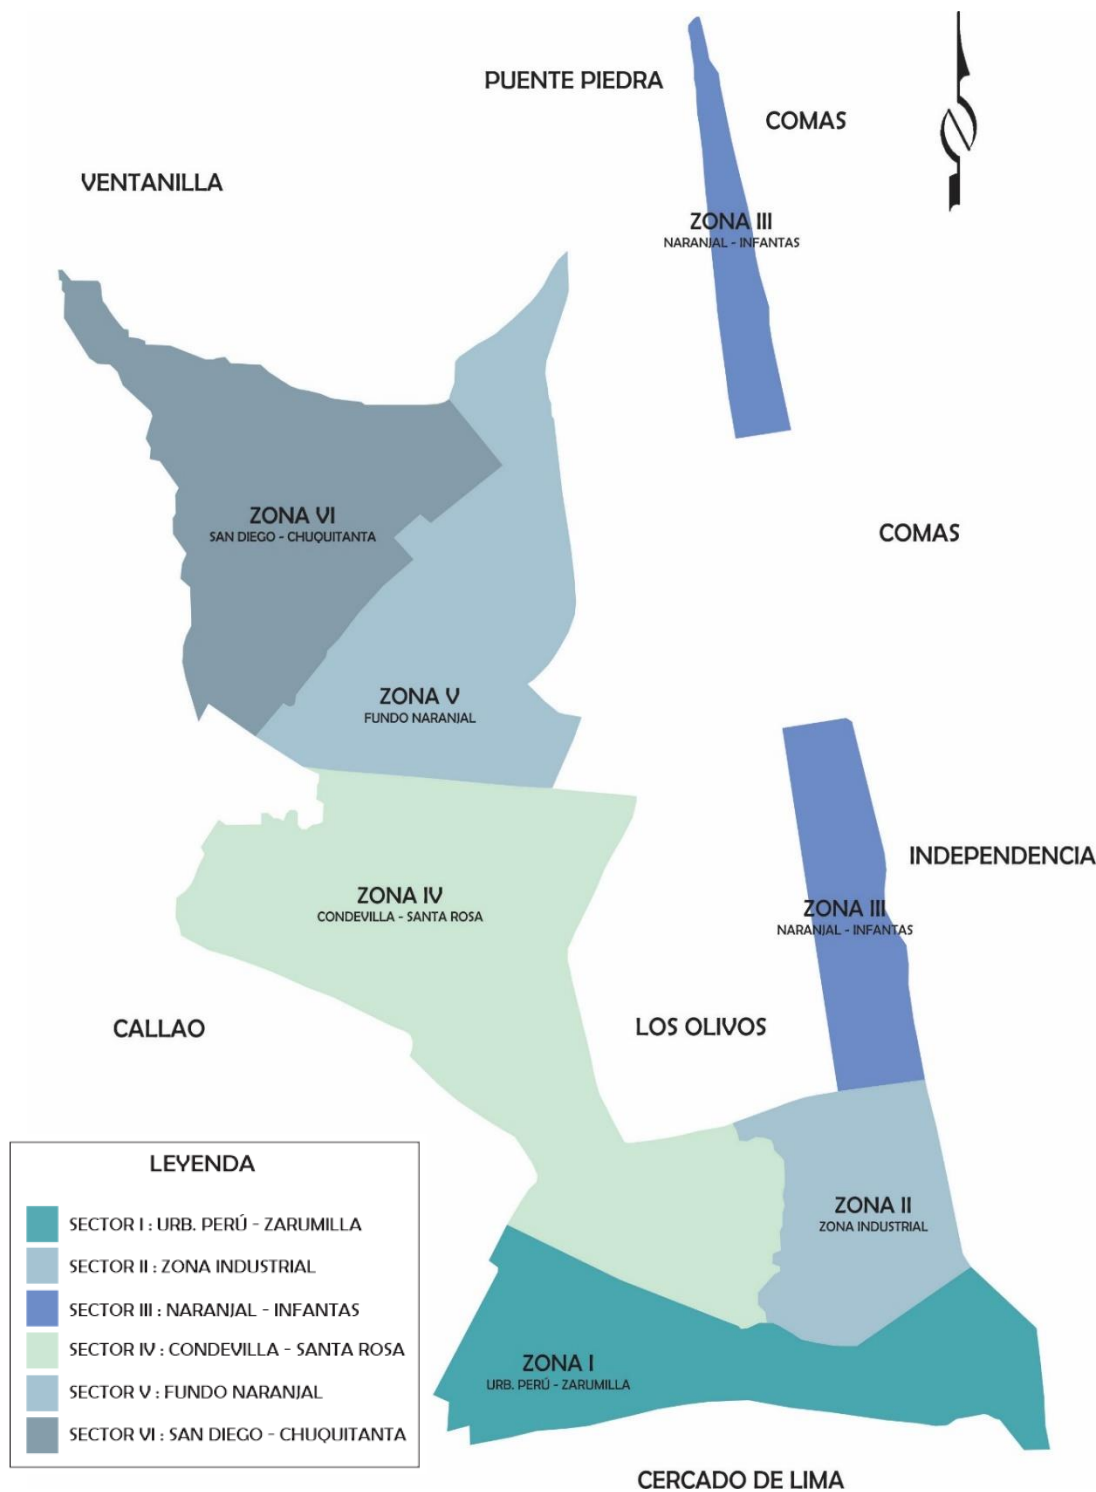 PUENTE PIEDRA
COMAS
VENTANILLA
ZONA III
NARANJAL - INFANTAS
ZONA VI
SAN DIEGO - CHUQUITANTA
COMAS
ZONA V
FUNDO NARANJAL
INDEPENDENCIA
ZONA IV
CONDEVILLA - SANTA ROSA
ZONA III
NARANJAL - INFANTAS
CALLAO
LOS OLIVOS
ZONA II
ZONA INDUSTRIAL
LEYENDA
SECTOR I : URB. PERÚ - ZARUMILLA
SECTOR II : ZONA INDUSTRIAL
SECTOR III : NARANJAL - INFANTAS
SECTOR IV : CONDEVILLA - SANTA ROSA
SECTOR V : FUNDO NARANJAL
SECTOR VI : SAN DIEGO - CHUQUITANTA
ZONA I
URB. PERÚ - ZARUMILLA
CERCADO DE LIMA